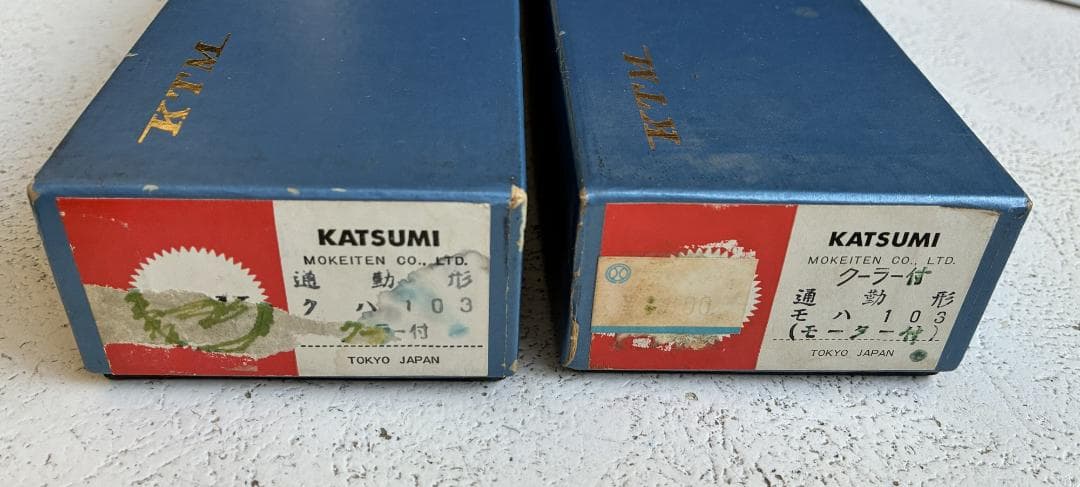 KTM
KATSUMI
MOKEITEN CO., LTD.
通勤形
クハ103
クーラー付
TOKYO JAPAN
KTM
KATSUMI
MOKEITEN CO., LTD.
クーラー付
通勤形
モハ103
(モーター付)
TOKYO JAPAN